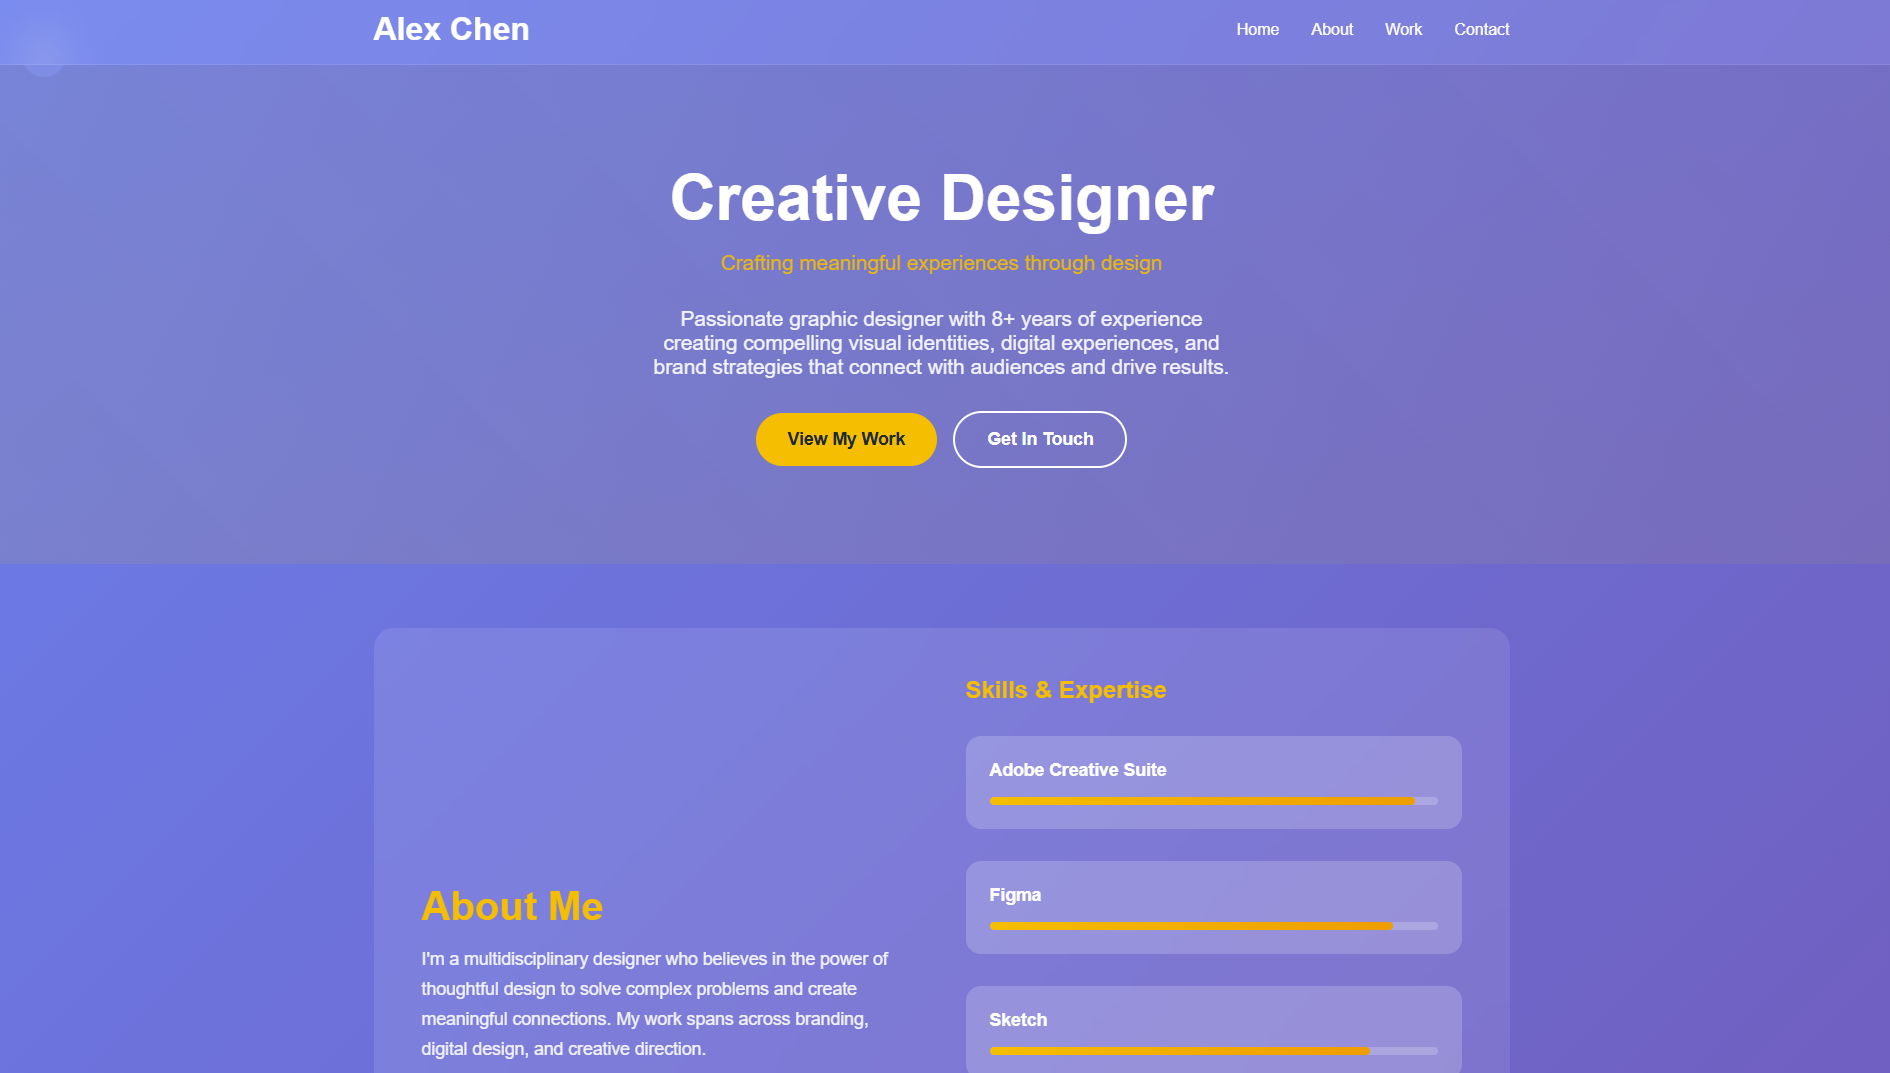 Alex Chen
Home About Work Contact
Creative Designer
Crafting meaningful experiences through design
Passionate graphic designer with 8+ years of experience
creating compelling visual identities, digital experiences, and
brand strategies that connect with audiences and drive results.
View My Work Get In Touch
About Me
I'm a multidisciplinary designer who believes in the power of
thoughtful design to solve complex problems and create
meaningful connections. My work spans across branding,
digital design, and creative direction.
Skills & Expertise
Adobe Creative Suite
Figma
Sketch